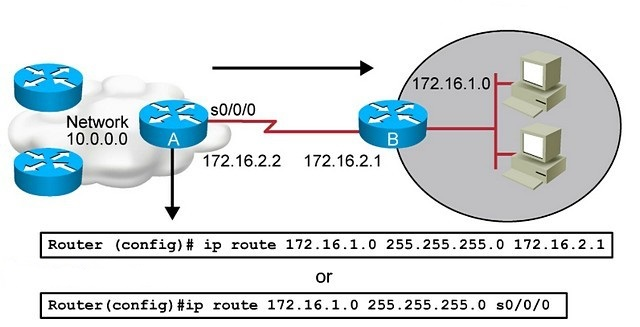 172.16.1.0
Network
10.0.0.0
s0/0/0
A
B
172.16.2.2
172.16.2.1
Router (config)# ip route 172.16.1.0 255.255.255.0 172.16.2.1
or
Router(config)#ip route 172.16.1.0 255.255.255.0 s0/0/0